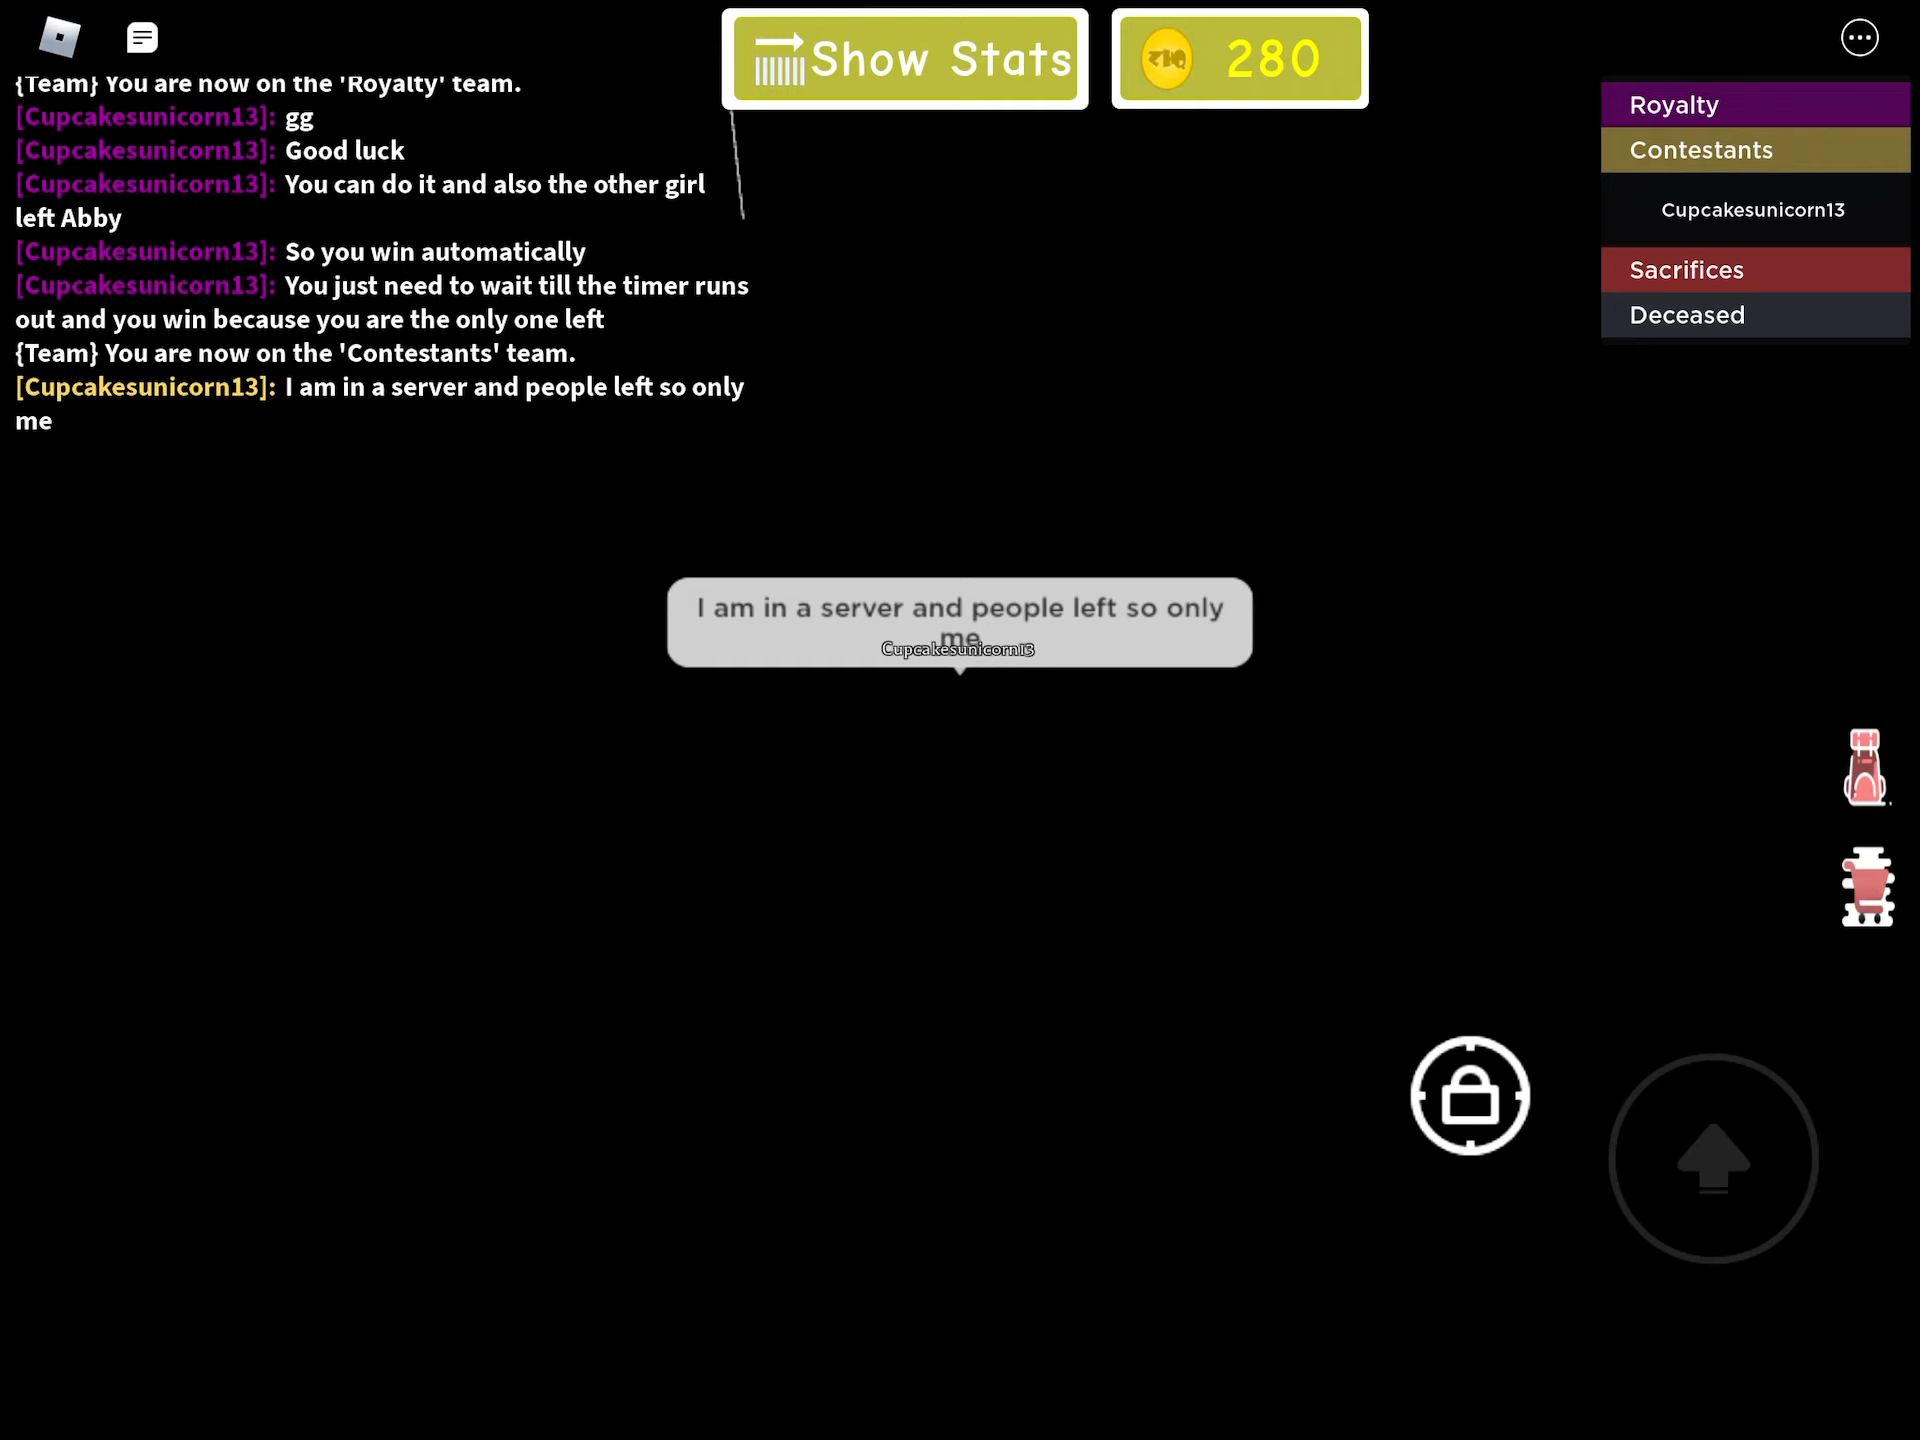 Show Stats
280
{Team} You are now on the 'Royalty' team.
[Cupcakesunicorn13]: gg
[Cupcakesunicorn13]: Good luck
[Cupcakesunicorn13]: You can do it and also the other girl
left Abby
[Cupcakesunicorn13]: So you win automatically
[Cupcakesunicorn13]: You just need to wait till the timer runs
out and you win because you are the only one left
{Team} You are now on the 'Contestants' team.
[Cupcakesunicorn13]: I am in a server and people left so only
me
Royalty
Contestants
Cupcakesunicorn13
Sacrifices
Deceased
I am in a server and people left so only
me
Cupcakesunicorn13